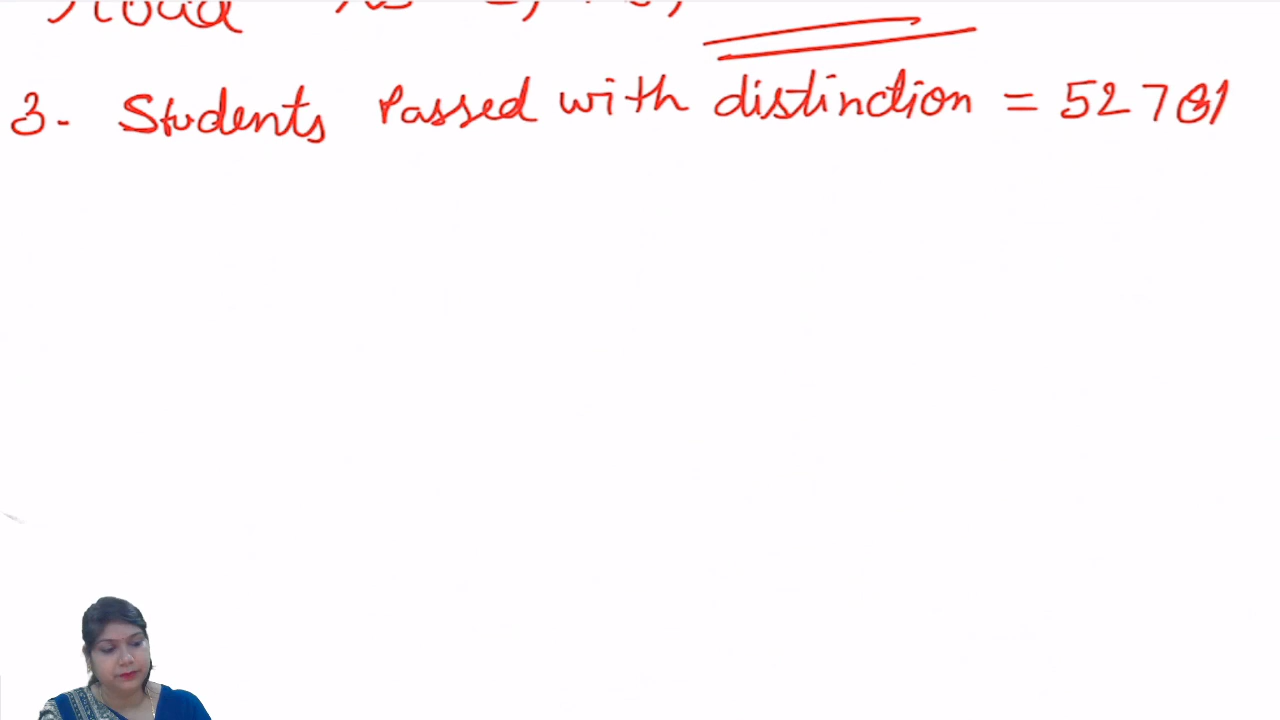 3. Students Passed with distinction = 52781